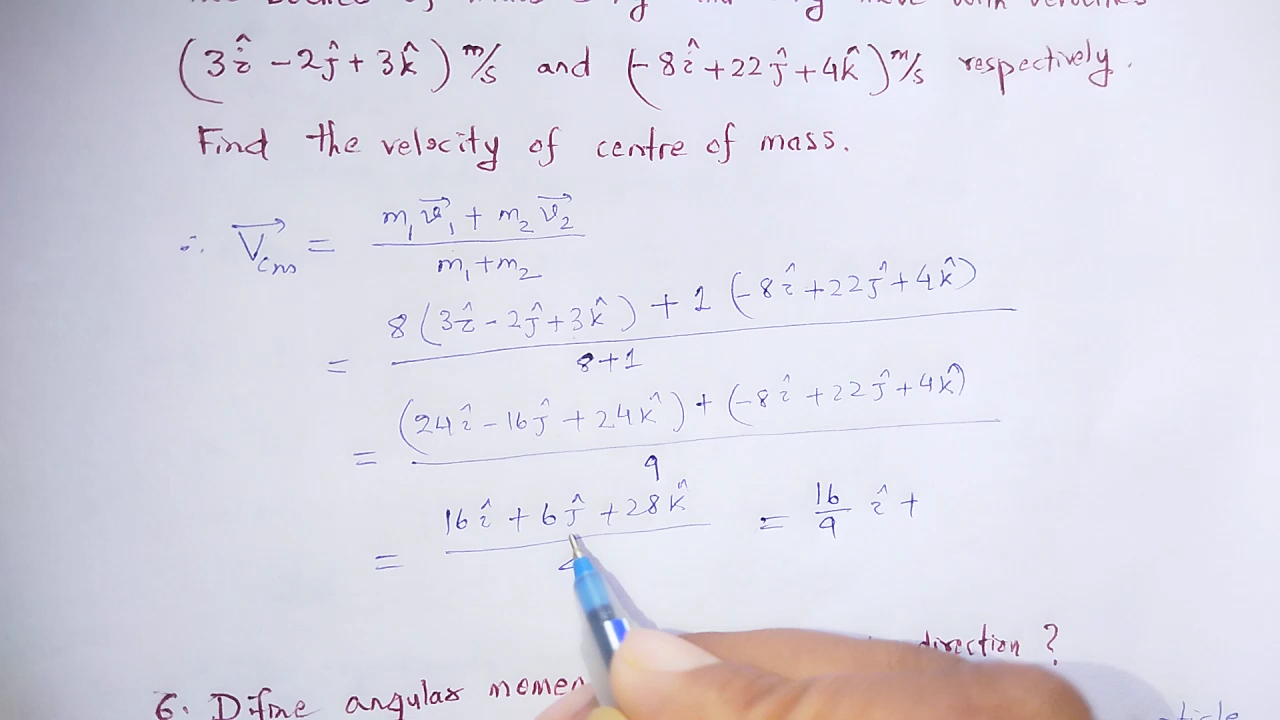 (3î - 2ĵ + 3k̂) m/s and (-8î + 22ĵ + 4k̂) m/s respectively.
Find the velocity of centre of mass.
∴ V⃗cm = (m₁v⃗₁ + m₂v⃗₂) / (m₁ + m₂)
= (8(3î - 2ĵ + 3k̂) + 1(-8î + 22ĵ + 4k̂)) / (8+1)
= ((24î - 16ĵ + 24k̂) + (-8î + 22ĵ + 4k̂)) / 9
= (16î + 6ĵ + 28k̂) / = 16/9 î +
direction ?
6. Difine angular